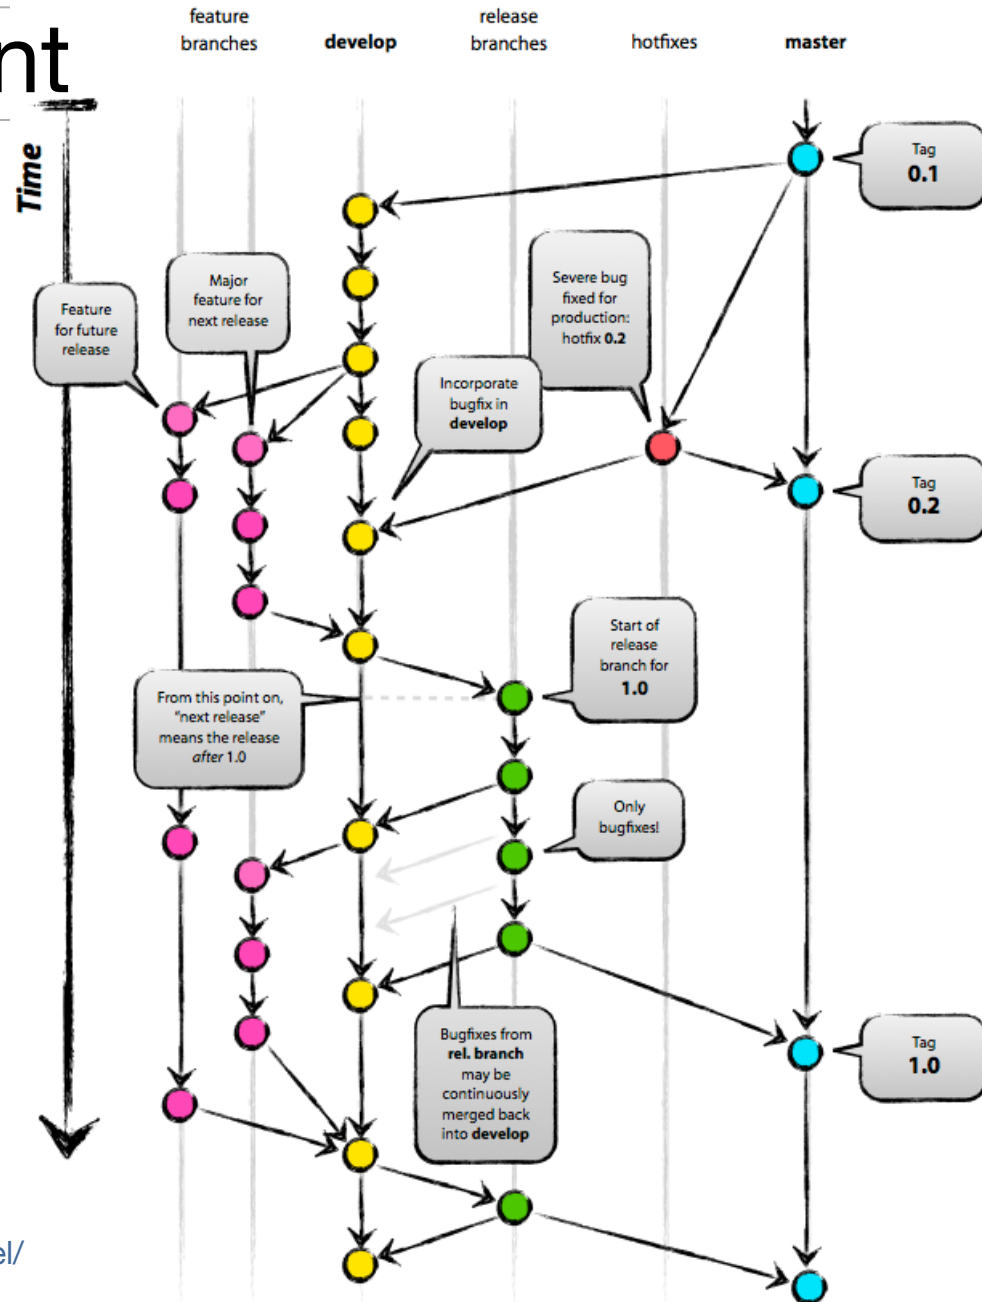 nt
feature
branches
develop
release
branches
hotfixes
master
Time
Tag
0.1
Major
feature for
next release
Severe bug
fixed for
production:
hotfix 0.2
Feature
for future
release
Incorporate
bugfix in
develop
Tag
0.2
Start of
release
branch for
1.0
From this point on,
“next release”
means the release
after 1.0
Only
bugfixes!
Bugfixes from
rel. branch
may be
continuously
merged back
into develop
Tag
1.0
el/